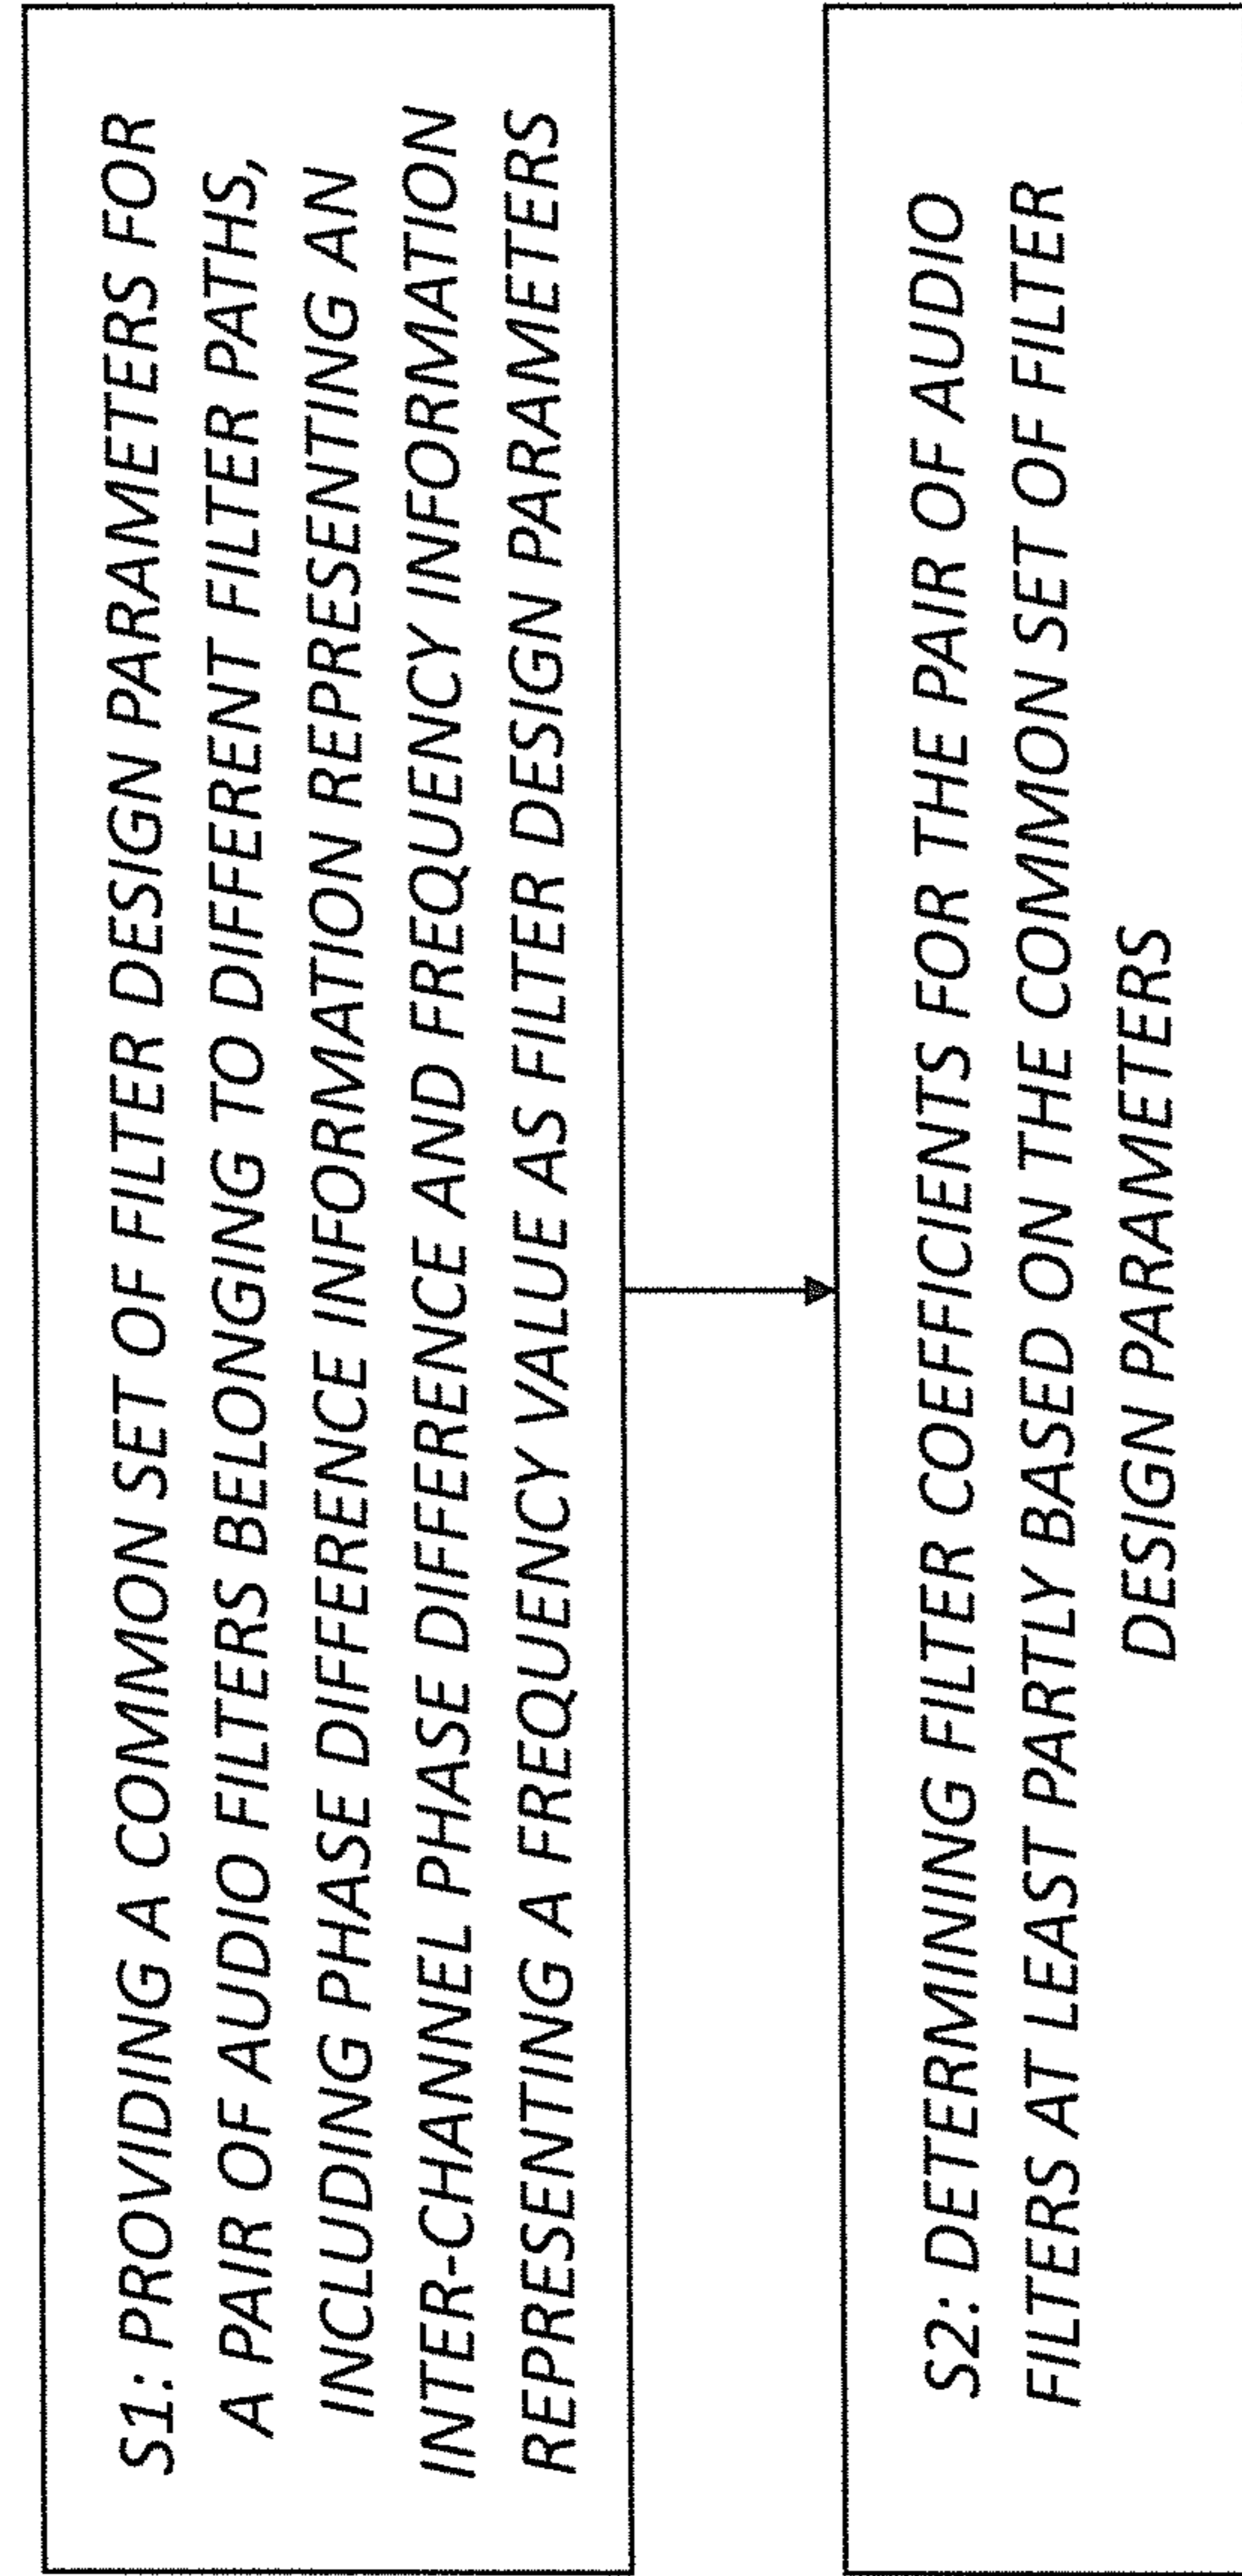 S1: PROVIDING A COMMON SET OF FILTER DESIGN PARAMETERS FOR
A PAIR OF AUDIO FILTERS BELONGING TO DIFFERENT FILTER PATHS,
INCLUDING PHASE DIFFERENCE INFORMATION REPRESENTING AN
INTER-CHANNEL PHASE DIFFERENCE AND FREQUENCY INFORMATION
REPRESENTING A FREQUENCY VALUE AS FILTER DESIGN PARAMETERS
S2: DETERMINING FILTER COEFFICIENTS FOR THE PAIR OF AUDIO
FILTERS AT LEAST PARTLY BASED ON THE COMMON SET OF FILTER
DESIGN PARAMETERS